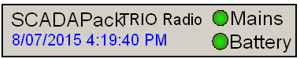 SCADAPack TRIO Radio Mains
8/07/2015 4:19:40 PM Battery